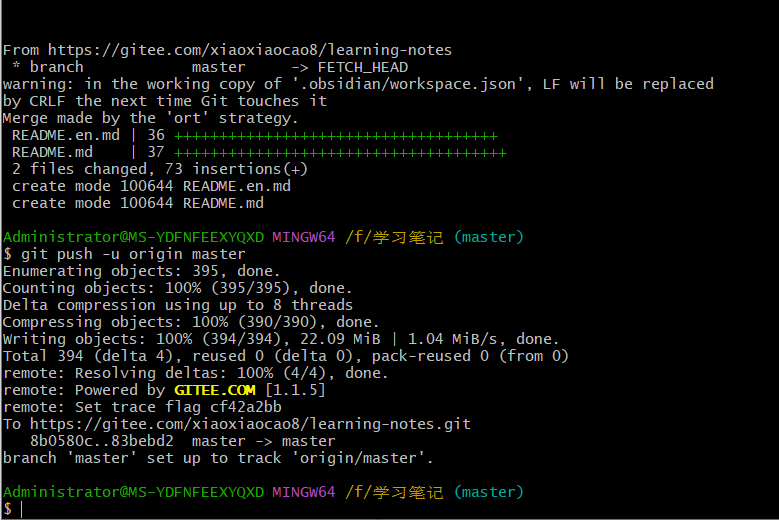 From https://gitee.com/xiaoxiaocao8/learning-notes
 * branch            master     -> FETCH_HEAD
warning: in the working copy of '.obsidian/workspace.json', LF will be replaced
by CRLF the next time Git touches it
Merge made by the 'ort' strategy.
 README.en.md | 36 ++++++++++++++++++++++++++++++++++++
 README.md    | 37 +++++++++++++++++++++++++++++++++++++
 2 files changed, 73 insertions(+)
 create mode 100644 README.en.md
 create mode 100644 README.md
Administrator@MS-YDFNFEEXYQXD MINGW64 /f/学习笔记 (master)
$ git push -u origin master
Enumerating objects: 395, done.
Counting objects: 100% (395/395), done.
Delta compression using up to 8 threads
Compressing objects: 100% (390/390), done.
Writing objects: 100% (394/394), 22.09 MiB | 1.04 MiB/s, done.
Total 394 (delta 4), reused 0 (delta 0), pack-reused 0 (from 0)
remote: Resolving deltas: 100% (4/4), done.
remote: Powered by GITEE.COM [1.1.5]
remote: Set trace flag cf42a2bb
To https://gitee.com/xiaoxiaocao8/learning-notes.git
   8b0580c..83bebd2  master -> master
branch 'master' set up to track 'origin/master'.
Administrator@MS-YDFNFEEXYQXD MINGW64 /f/学习笔记 (master)
$